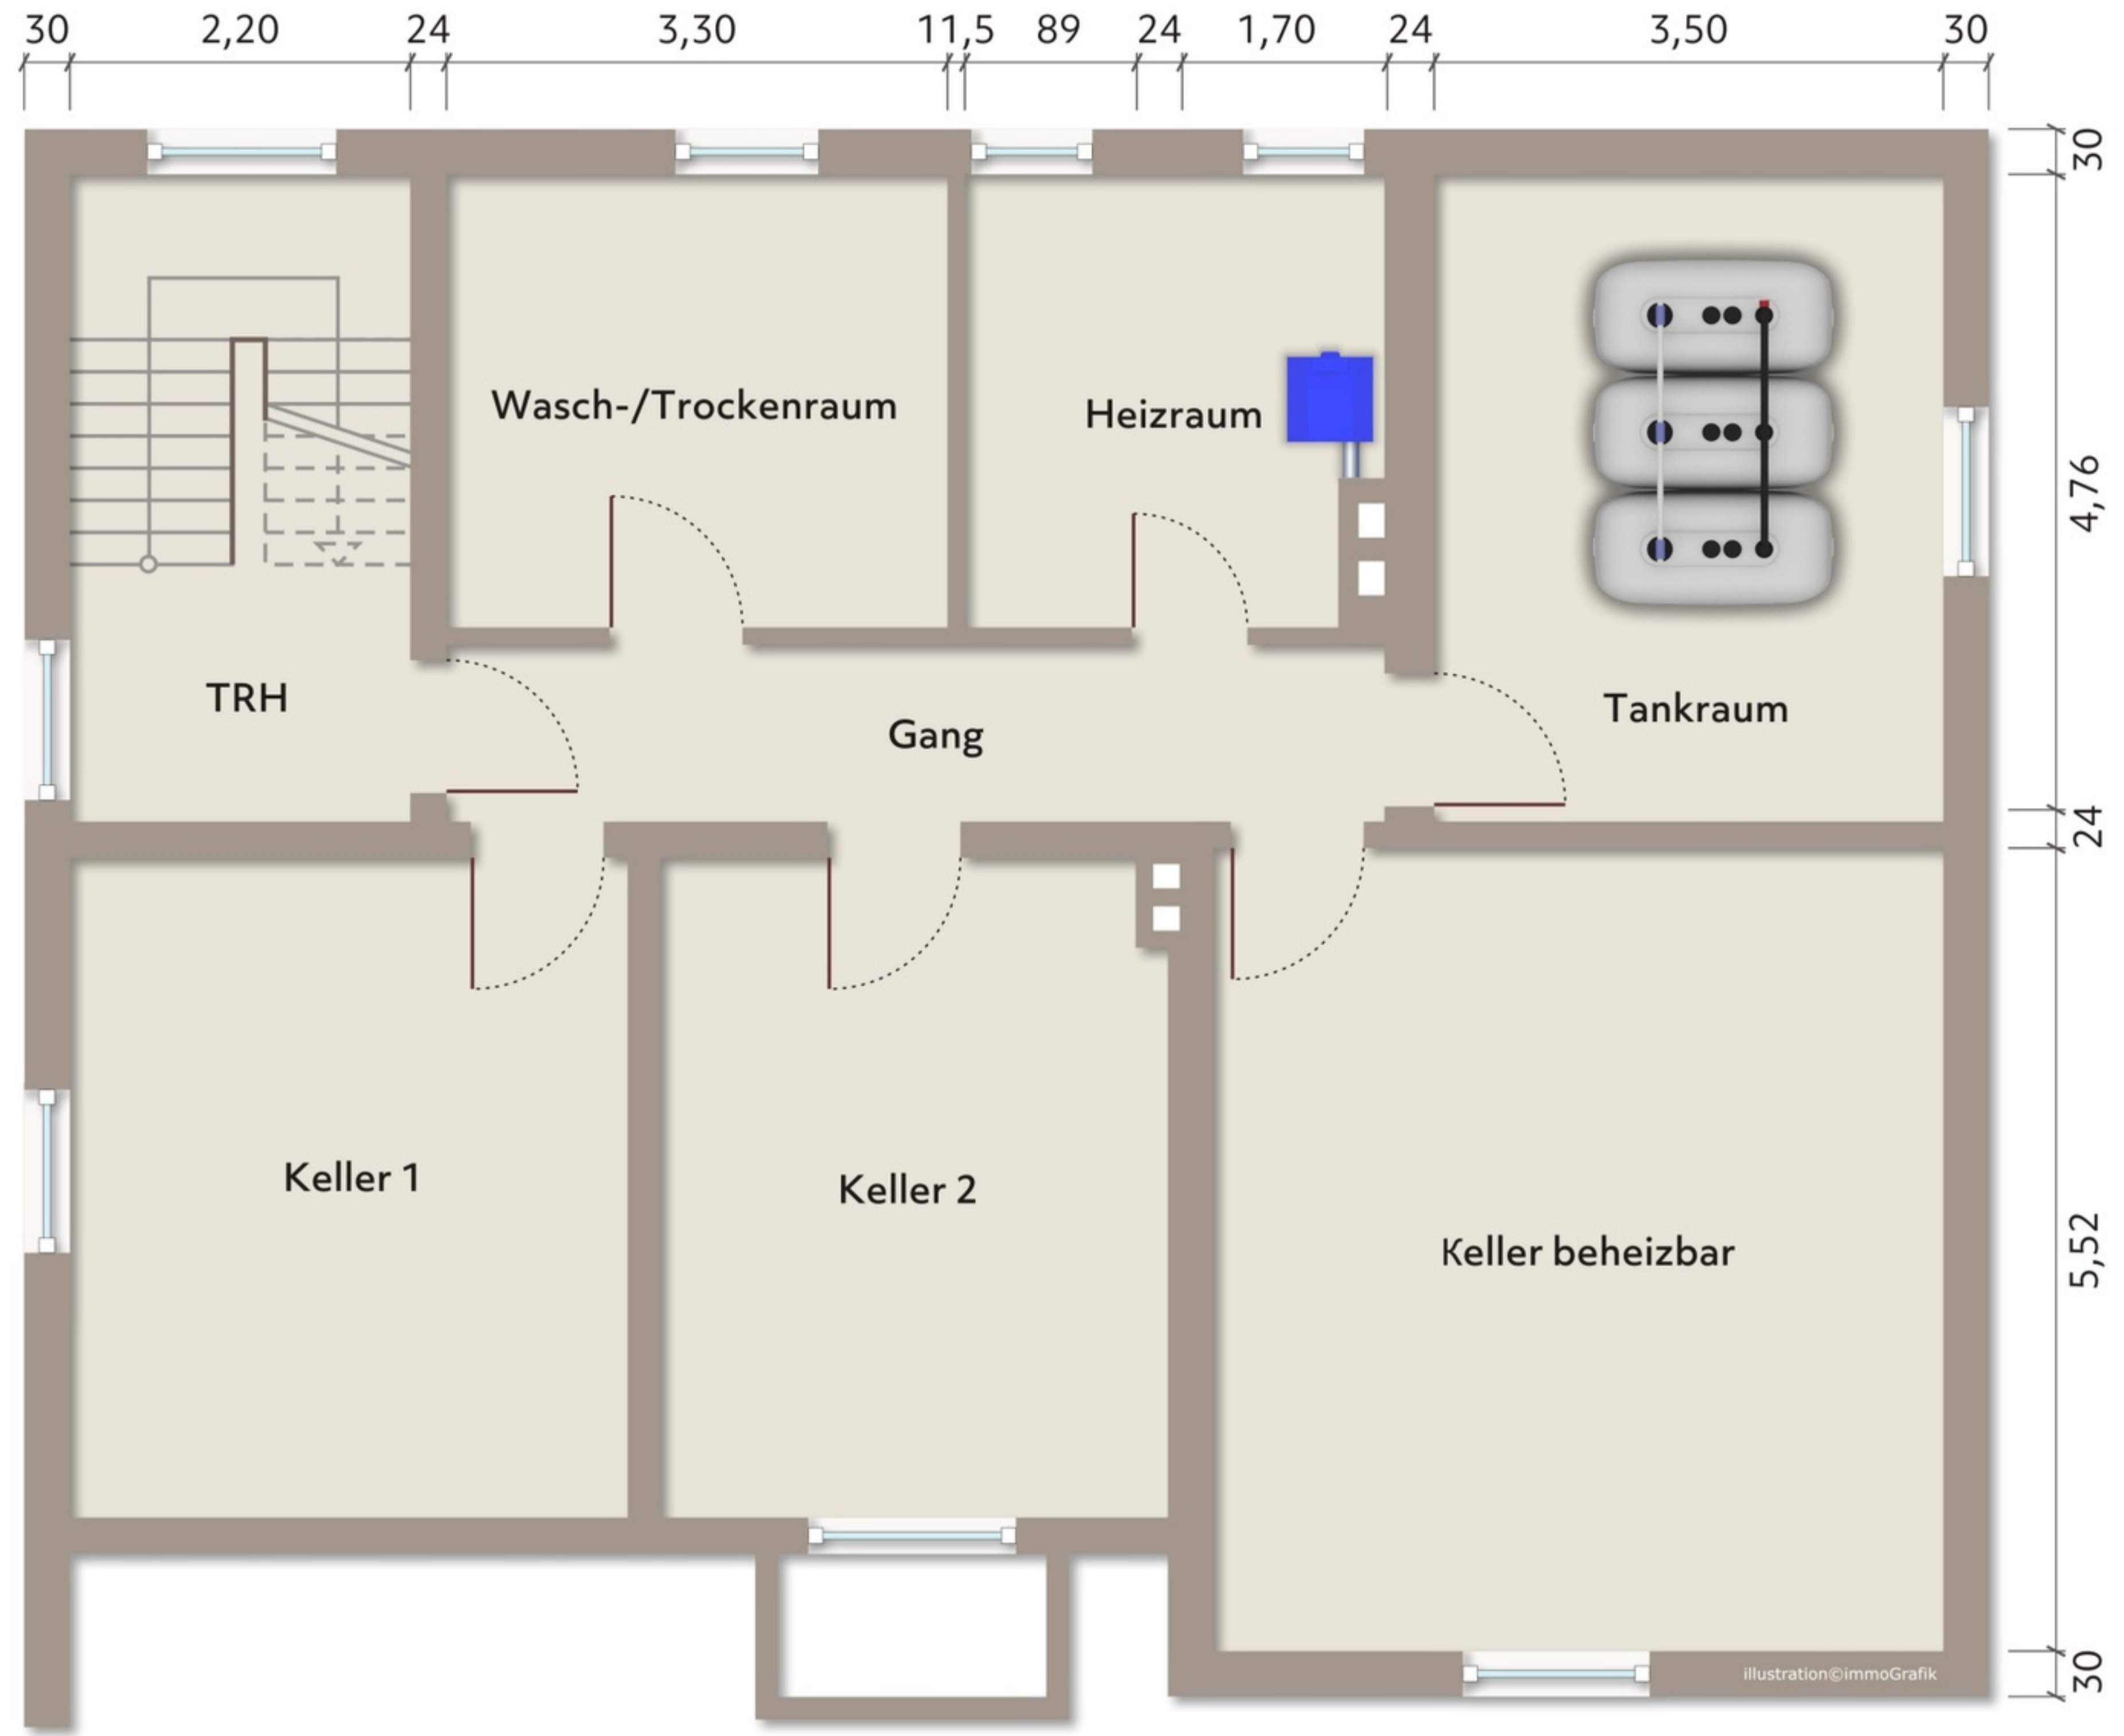 30 2,20 24 3,30 11,5 89 24 1,70 24 3,50 30
30
Wasch-/Trockenraum
Heizraum
4,76
TRH
Gang
Tankraum
24
Keller 1
Keller 2
Keller beheizbar
5,52
illustration©immoGrafik
30